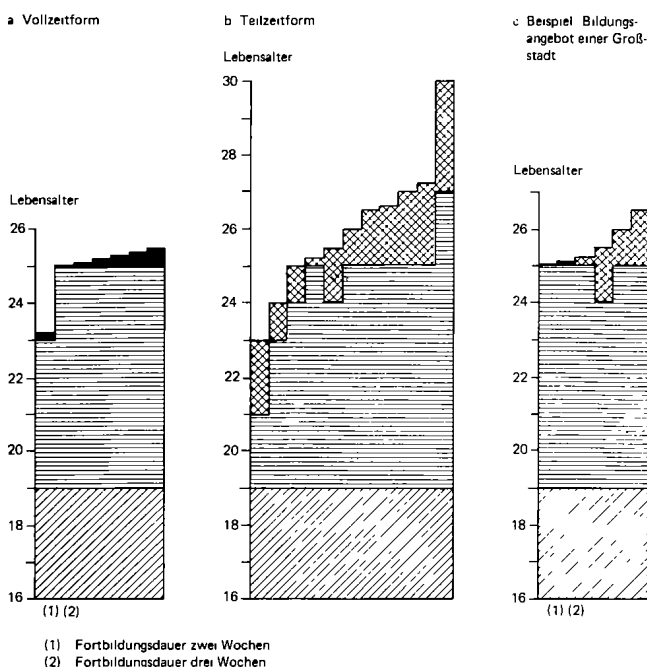 a Vollzeitform
Lebensalter
26
24
22
20
18
16
(1) (2)
b Teilzeitform
Lebensalter
30
28
26
24
22
20
18
16
c Beispiel Bildungs-
angebot einer Groß-
stadt
Lebensalter
26
24
22
20
18
16
(1) (2)
(1) Fortbildungsdauer zwei Wochen
(2) Fortbildungsdauer drei Wochen